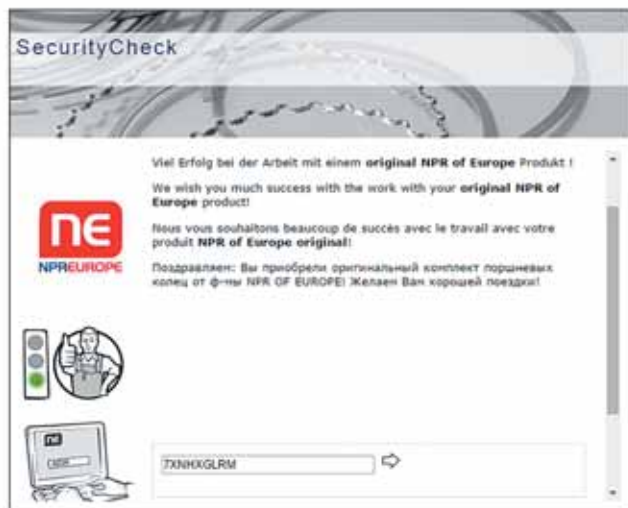 SecurityCheck
Viel Erfolg bei der Arbeit mit einem original NPR of Europe Produkt !
We wish you much success with the work with your original NPR of
Europe product!
Nous vous souhaitons beaucoup de succès avec le travail avec votre
produit NPR of Europe original!
Поздравляем: Вы приобрели оригинальный комплект поршневых
колец от ф-мы NPR OF EUROPE! Желаем Вам хорошей поездки!
ne
NPREUROPE
ne
7XNHXGLRM